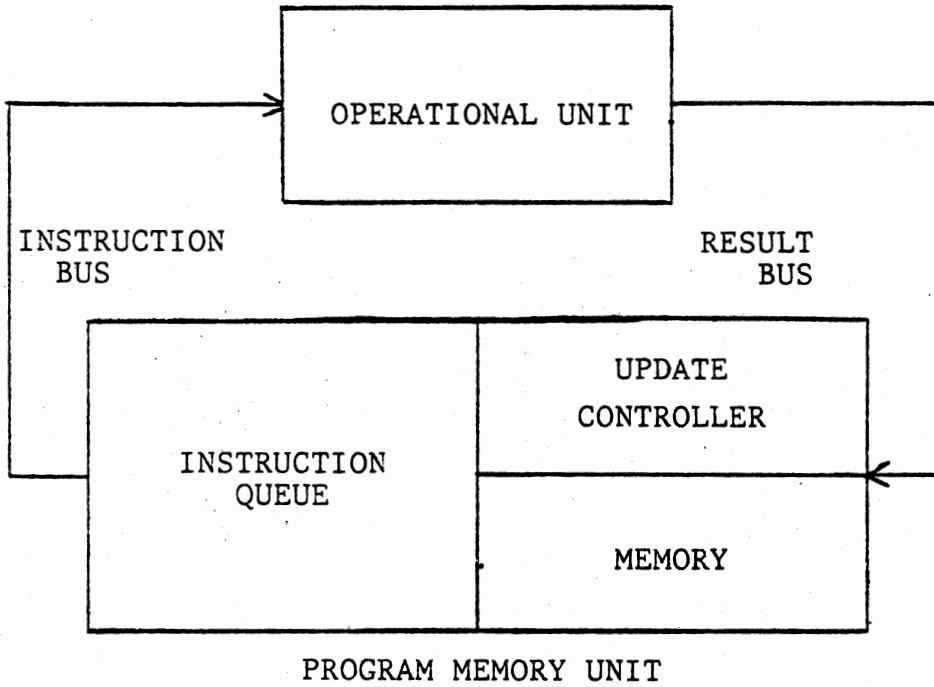 OPERATIONAL UNIT
INSTRUCTION
BUS
RESULT
BUS
UPDATE
CONTROLLER
INSTRUCTION
QUEUE
MEMORY
PROGRAM MEMORY UNIT